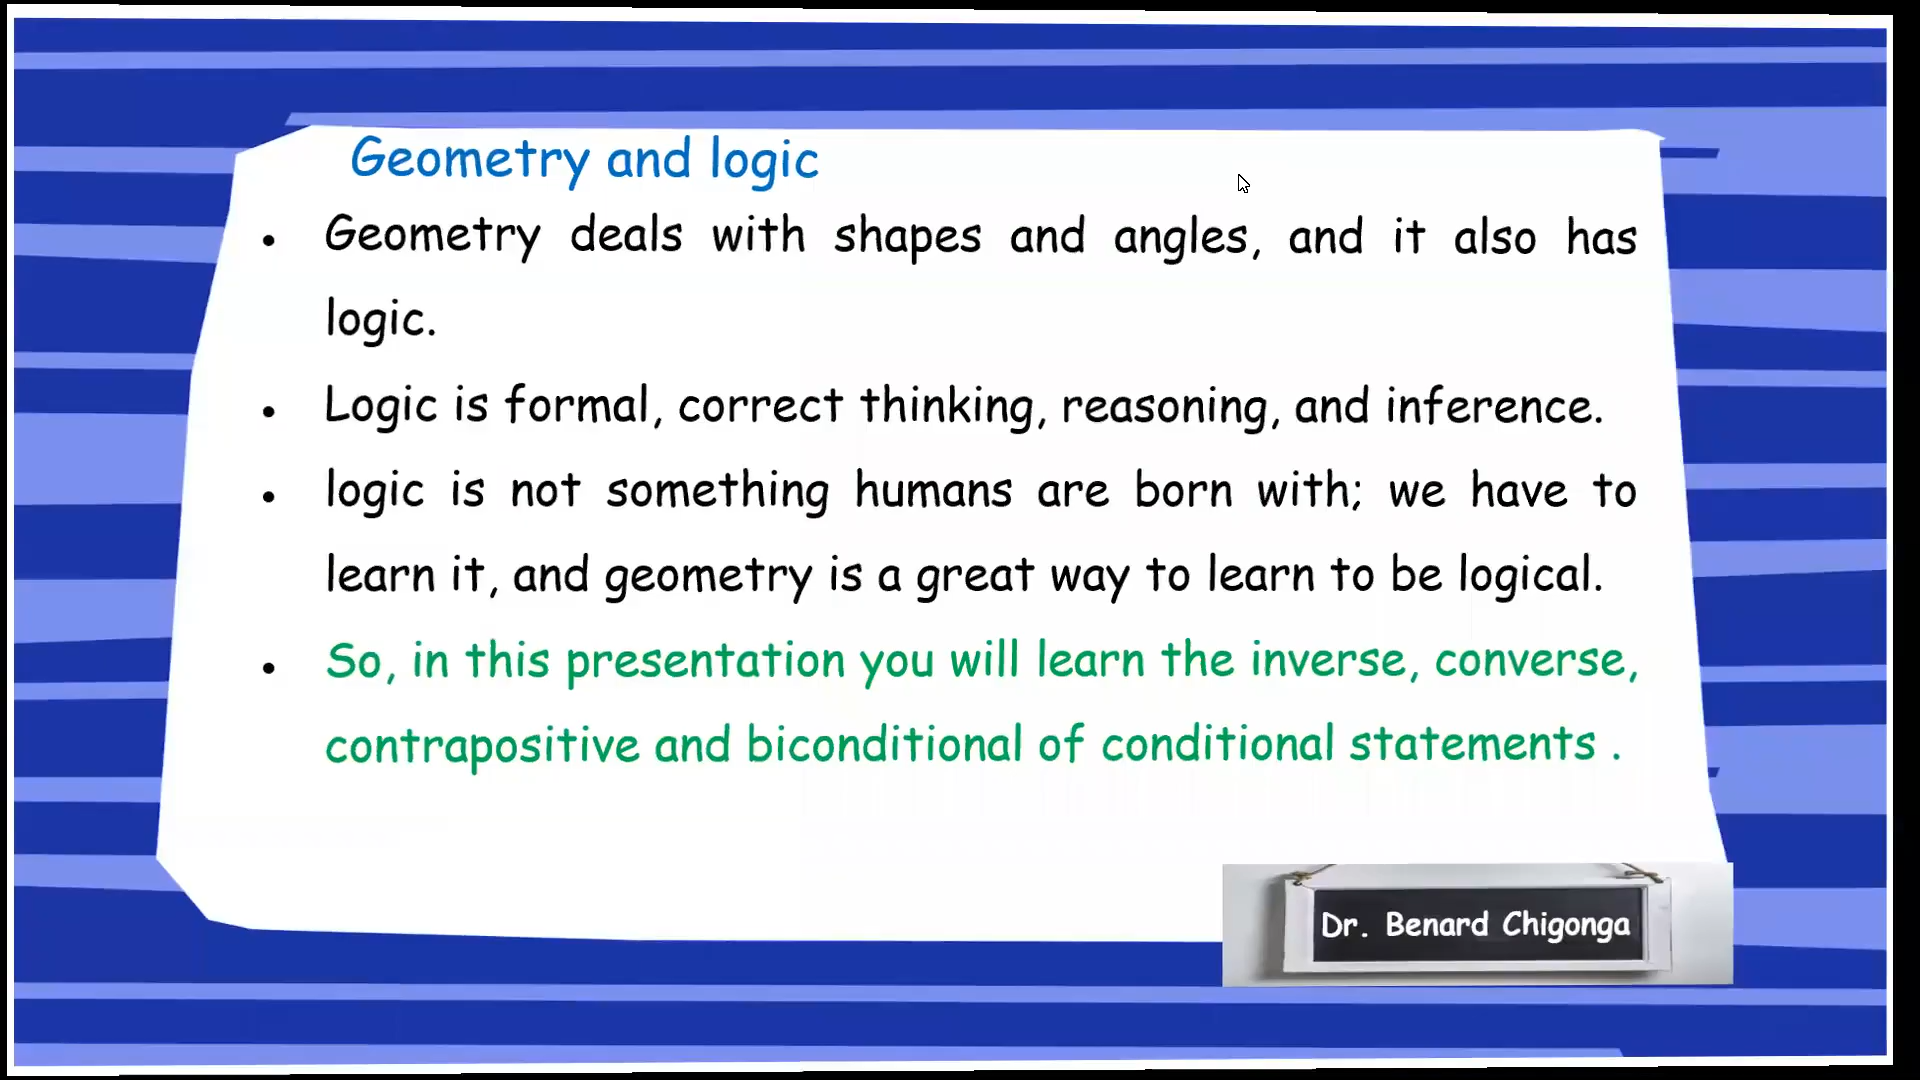 Geometry and logic
• Geometry deals with shapes and angles, and it also has
logic.
• Logic is formal, correct thinking, reasoning, and inference.
• logic is not something humans are born with; we have to
learn it, and geometry is a great way to learn to be logical.
• So, in this presentation you will learn the inverse, converse,
contrapositive and biconditional of conditional statements .
Dr. Benard Chigonga